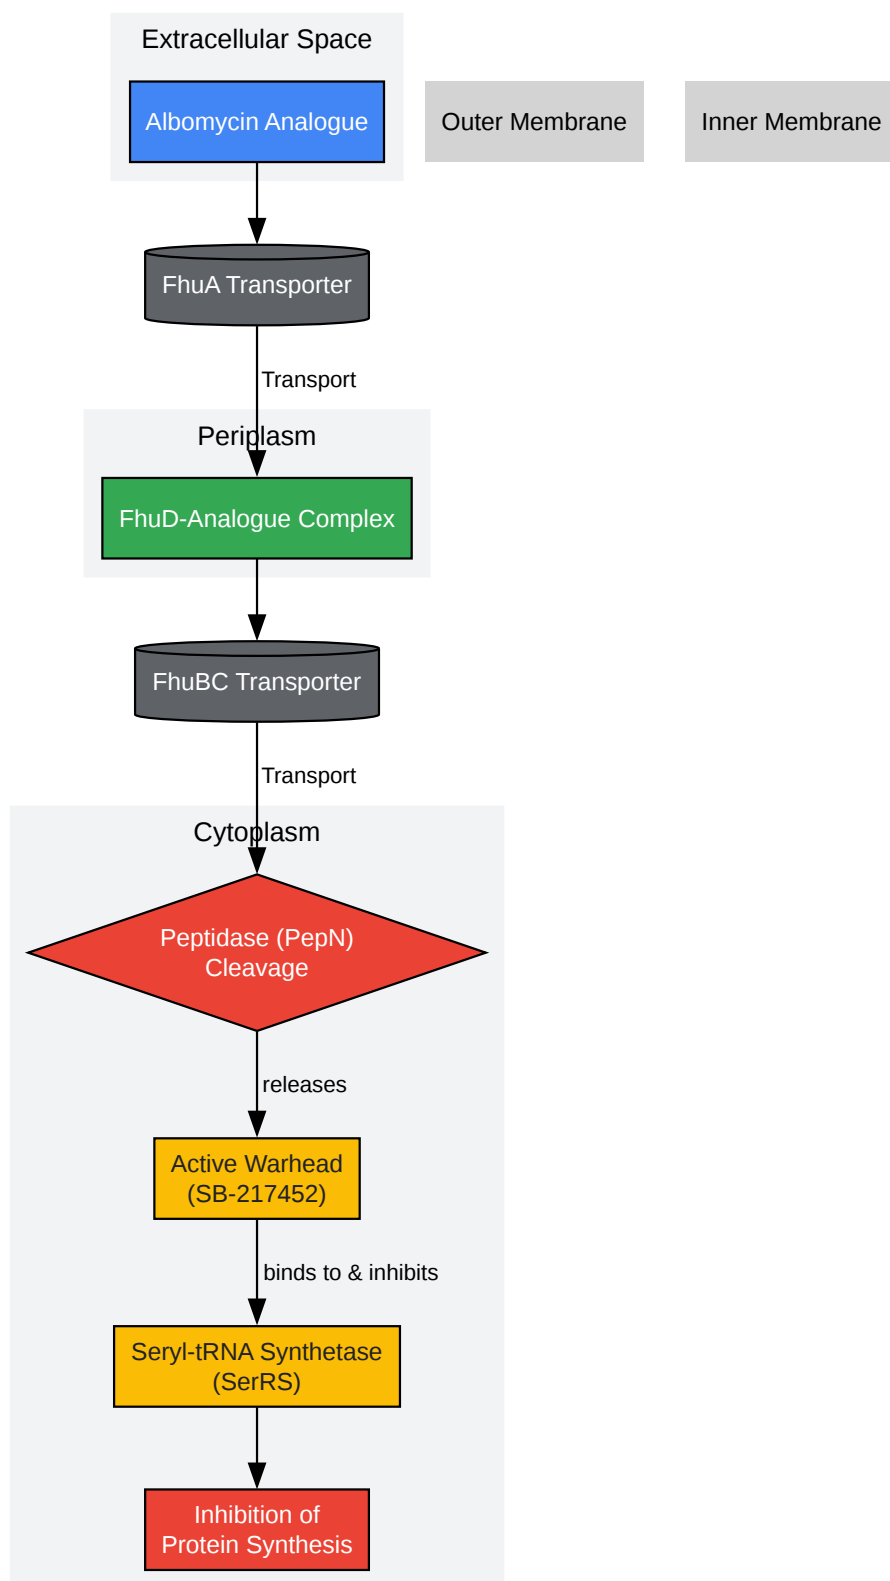 Extracellular Space
Albomycin Analogue
Outer Membrane
Inner Membrane
FhuA Transporter
Transport
Periplasm
FhuD-Analogue Complex
FhuBC Transporter
Transport
Cytoplasm
Peptidase (PepN)
Cleavage
releases
Active Warhead
(SB-217452)
binds to & inhibits
Seryl-tRNA Synthetase
(SerRS)
Inhibition of
Protein Synthesis